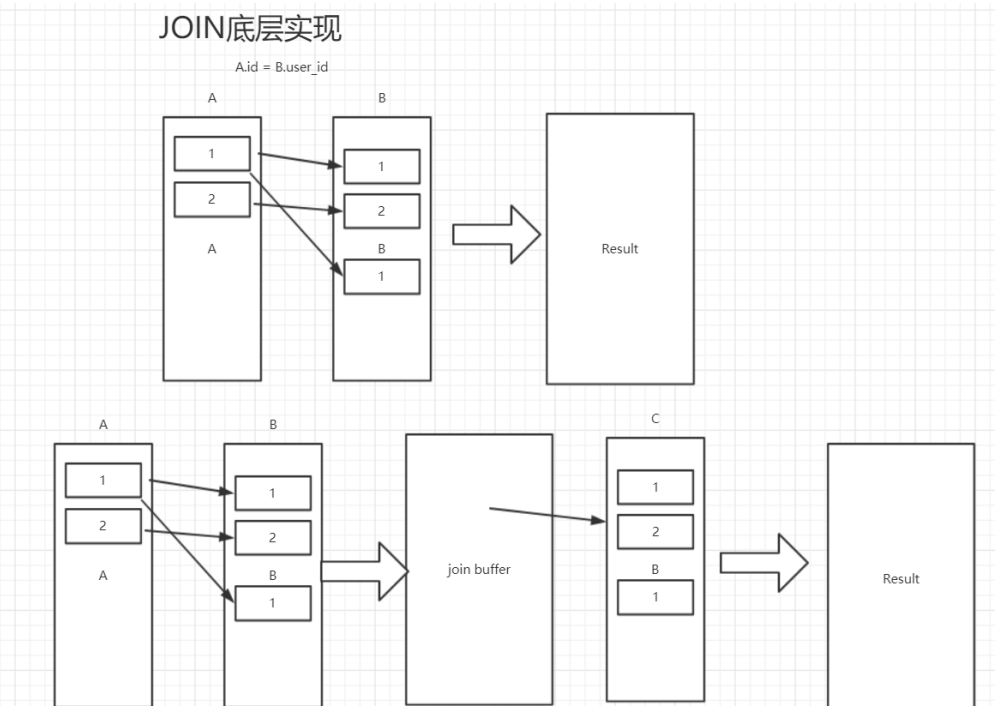 JOIN底层实现
A.id = B.user_id
A
B
1
1
2
2
A
B
Result
1
A
B
C
1
1
1
2
2
2
A
B
join buffer
B
Result
1
1